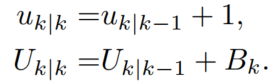 u_{k|k} = u_{k|k−1} + 1,
U_{k|k} = U_{k|k−1} + B_k.